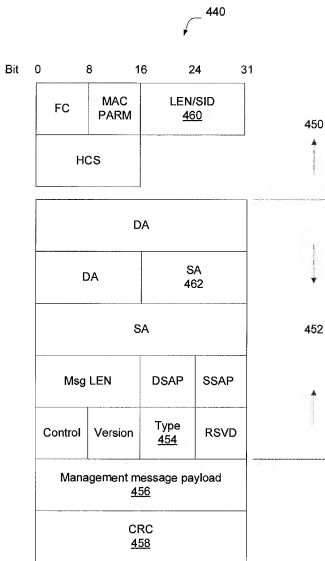 440
Bit 0 8 16 24 31
FC MAC PARM LEN/SID 460
450
HCS
DA
DA SA 462
SA
452
Msg LEN DSAP SSAP
Control Version Type 454 RSVD
Management message payload
456
CRC
458